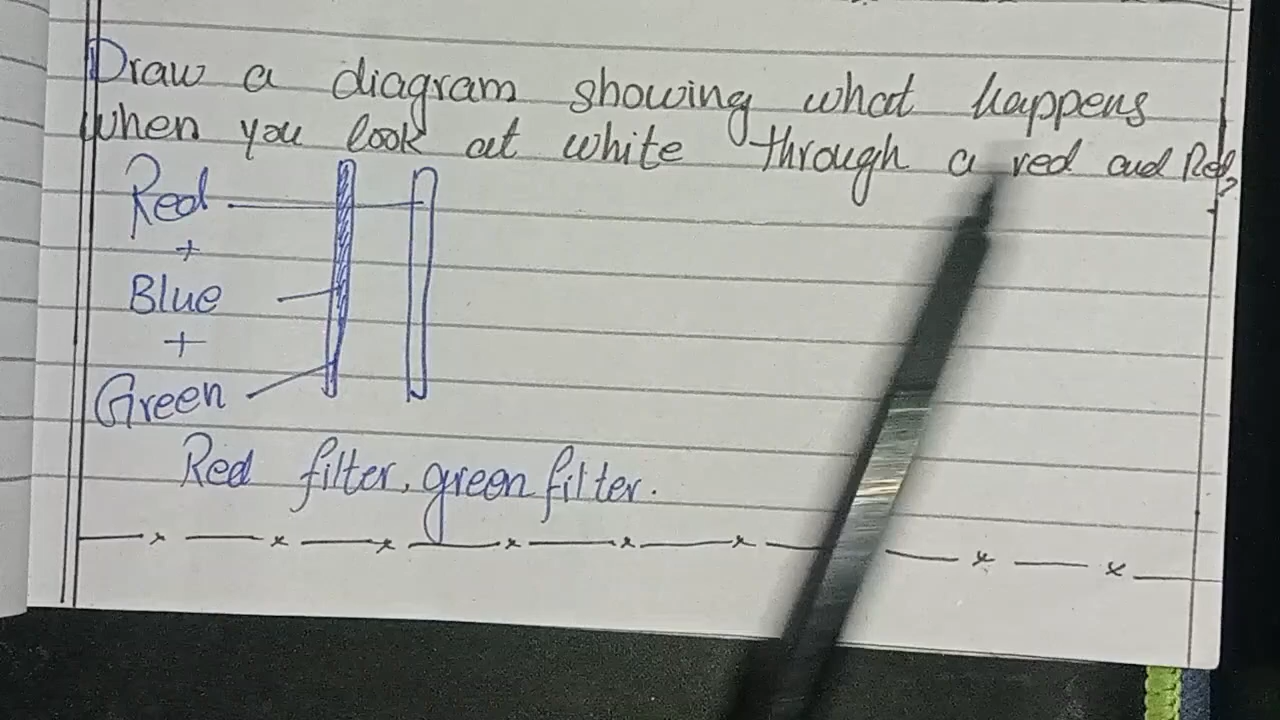 Draw a diagram showing what happens
when you look at white through a red and Red?
Red
+
Blue
+
Green
Red filter, green filter.